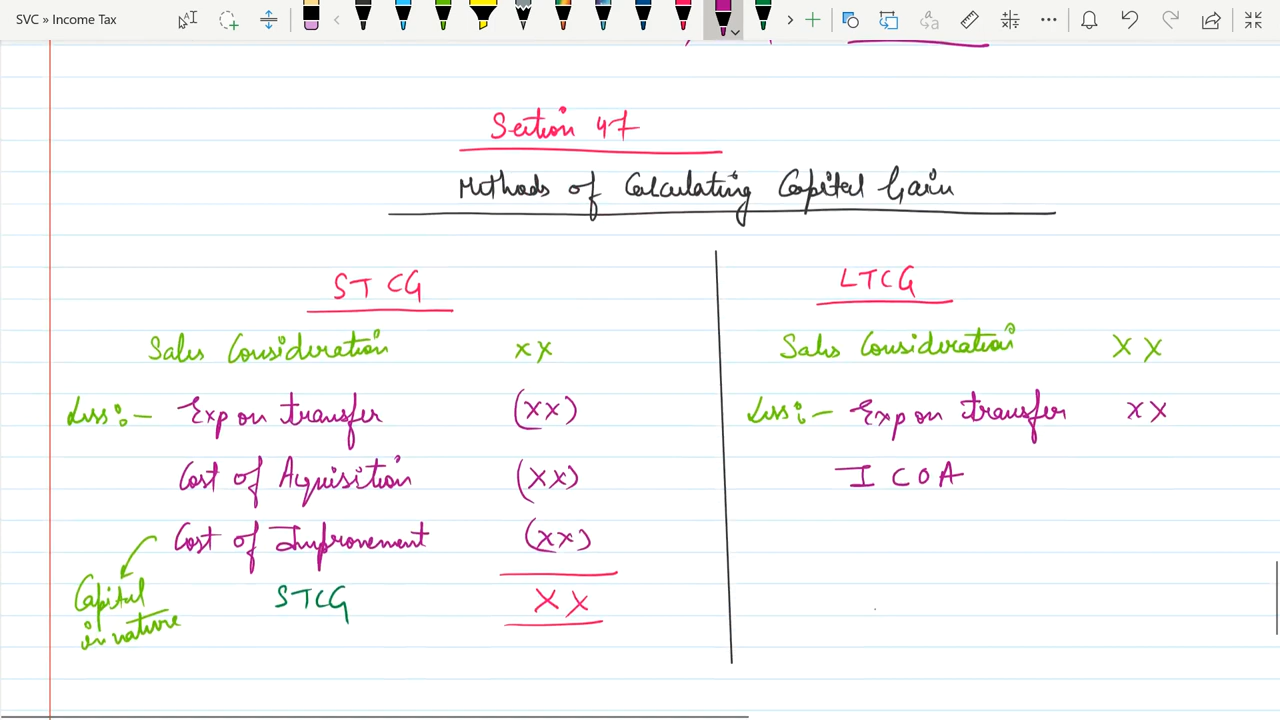 SVC » Income Tax
Section 47
Methods of Calculating Capital Gain
STCG
Sales Consideration XX
Less:- Exp on transfer (XX)
Cost of Aquisition (XX)
Cost of Improvement (XX)
Capital in nature
STCG XX
LTCG
Sales Consideration XX
Less:- Exp on transfer XX
I COA